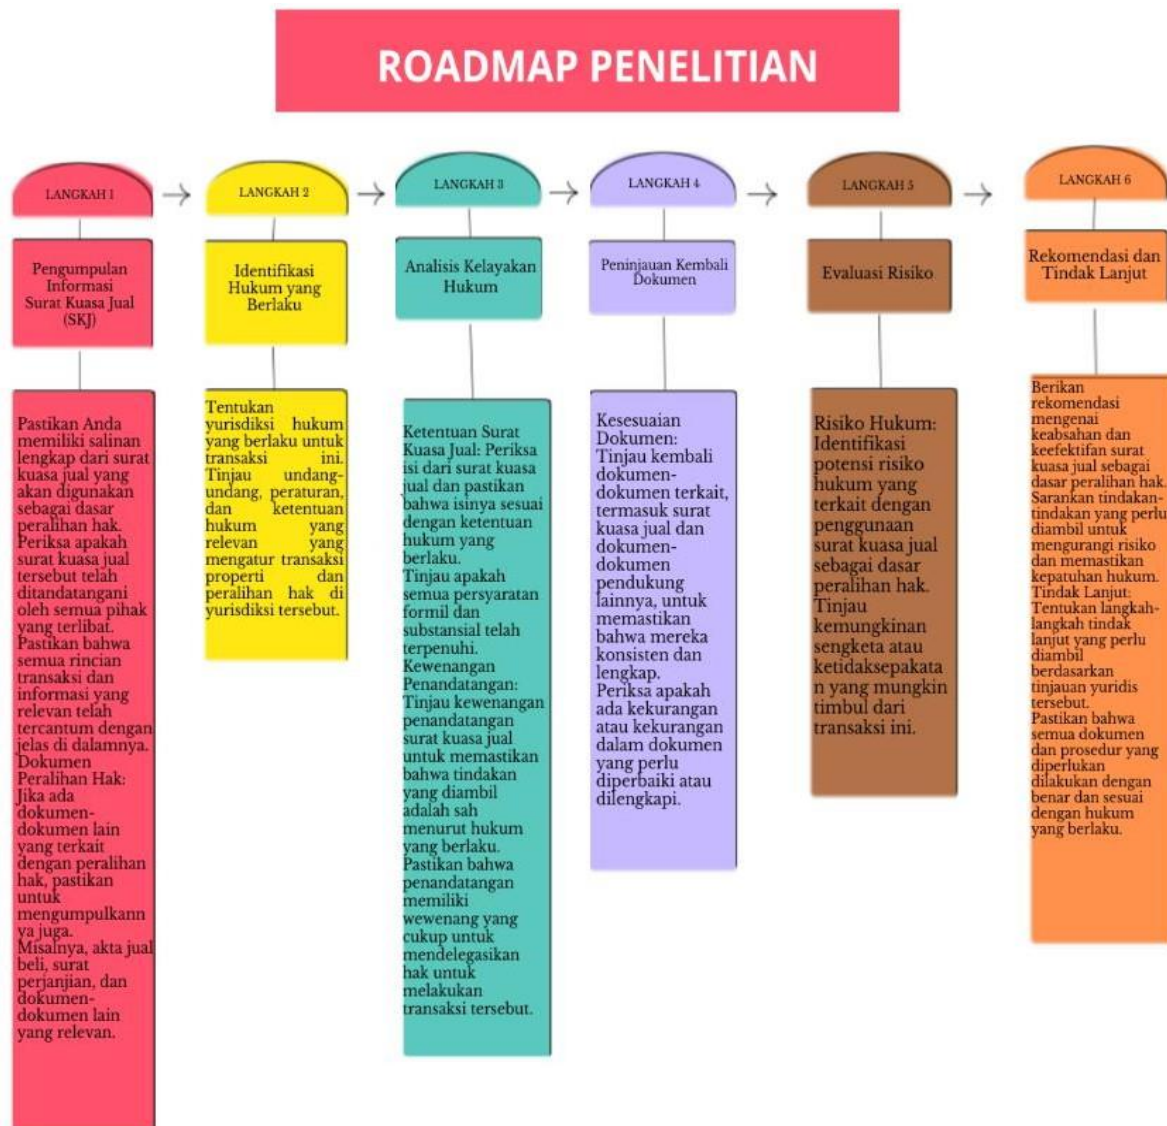 ROADMAP PENELITIAN
LANGKAH 1
Pengumpulan
Informasi
Surat Kuasa Jual
(SKJ)
Pastikan Anda
memiliki salinan
lengkap dari surat
kuasa jual yang
akan digunakan
sebagai dasar
peralihan hak.
Periksa apakah
surat kuasa jual
tersebut telah
ditandatangani
oleh semua pihak
yang terlibat.
Pastikan bahwa
semua rincian
transaksi dan
informasi yang
relevan telah
tercantum dengan
jelas di dalamnya.
Dokumen
Peralihan Hak:
Jika ada
dokumen-
dokumen lain
yang terkait
dengan peralihan
hak, pastikan
untuk
mengumpulkann
ya juga.
Misalnya, akta jual
beli, surat
perjanjian, dan
dokumen-
dokumen lain
yang relevan.
LANGKAH 2
Identifikasi
Hukum yang
Berlaku
Tentukan
yurisdiksi hukum
yang berlaku untuk
transaksi ini.
Tinjau undang-
undang, peraturan,
dan ketentuan
hukum yang
relevan yang
mengatur transaksi
properti dan
peralihan hak di
yurisdiksi tersebut.
LANGKAH 3
Analisis Kelayakan
Hukum
Ketentuan Surat
Kuasa Jual: Periksa
isi dari surat kuasa
jual dan pastikan
bahwa isinya sesuai
dengan ketentuan
hukum yang
berlaku.
Tinjau apakah
semua persyaratan
formil dan
substansial telah
terpenuhi.
Kewenangan
Penandatangan:
Tinjau kewenangan
penandatangan
surat kuasa jual
untuk memastikan
bahwa tindakan
yang diambil
adalah sah
menurut hukum
yang berlaku.
Pastikan bahwa
penandatangan
memiliki
wewenang yang
cukup untuk
mendelegasikan
hak untuk
melakukan
transaksi tersebut.
LANGKAH 4
Peninjauan Kembali
Dokumen
Kesesuaian
Dokumen:
Tinjau kembali
dokumen-
dokumen terkait,
termasuk surat
kuasa jual dan
dokumen-
dokumen
pendukung
lainnya, untuk
memastikan
bahwa mereka
konsisten dan
lengkap.
Periksa apakah
ada kekurangan
atau kekurangan
dalam dokumen
yang perlu
diperbaiki atau
dilengkapi.
LANGKAH 5
Evaluasi Risiko
Risiko Hukum:
Identifikasi
potensi risiko
hukum yang
terkait dengan
penggunaan
surat kuasa jual
sebagai dasar
peralihan hak.
Tinjau
kemungkinan
sengketa atau
ketidaksepakata
n yang mungkin
timbul dari
transaksi ini.
LANGKAH 6
Rekomendasi dan
Tindak Lanjut
Berikan
rekomendasi
mengenai
keabsahan dan
keefektifan surat
kuasa jual sebagai
dasar peralihan hak.
Sarankan tindakan-
tindakan yang perlu
diambil untuk
mengurangi risiko
dan memastikan
kepatuhan hukum.
Tindak Lanjut:
Tentukan langkah-
langkah tindak
lanjut yang perlu
diambil
berdasarkan
tinjauan yuridis
tersebut.
Pastikan bahwa
semua dokumen
dan prosedur yang
diperlukan
dilakukan dengan
benar dan sesuai
dengan hukum
yang berlaku.